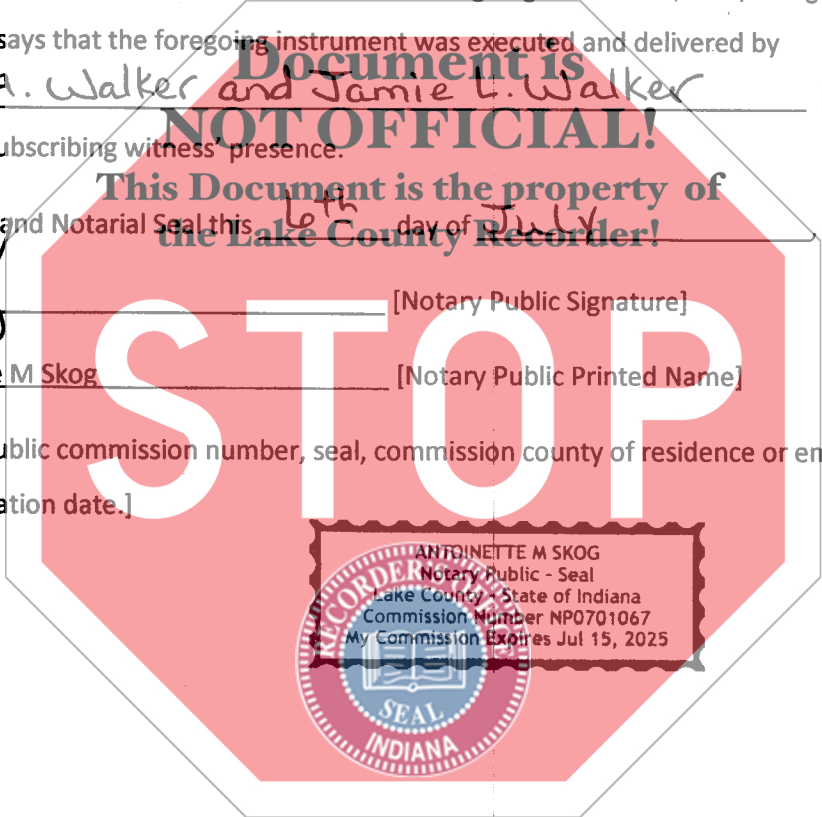 says that the foregoing instrument was executed and delivered by
Document is
A. Walker and Jamie L. Walker
NOT OFFICIAL!
ubscribing witness' presence.
This Document is the property of
and Notarial Seal this 6th day of July,
the Lake County Recorder!
[Notary Public Signature]
STOP
e M Skog [Notary Public Printed Name]
ublic commission number, seal, commission county of residence or em
ation date.]
ANTOINETTE M SKOG
Notary Public - Seal
Lake County - State of Indiana
Commission Number NP0701067
My Commission Expires Jul 15, 2025
RECORDER'S OFFICE
SEAL
INDIANA